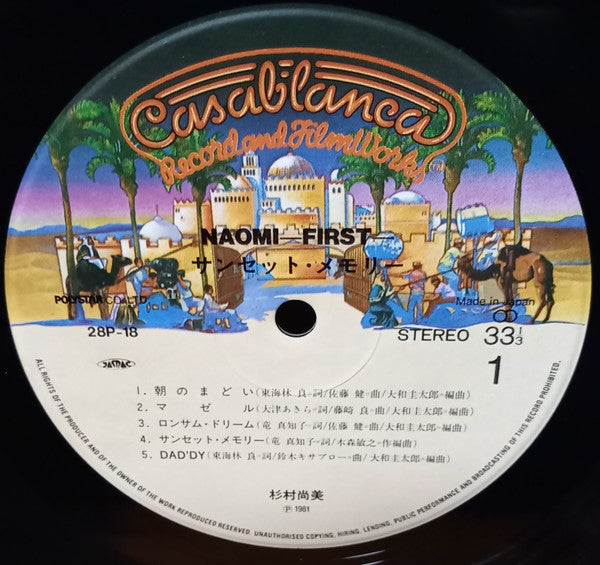 Casablanca
Record and FilmWorks
TM
NAOMI FIRST
サンセット・メモリー
POLYSTAR CO.,LTD
Made in Japan
28P-18
STEREO 33 1/3
JASRAC
1
1. 朝のまどい(東海林 良=詞/佐藤 健=曲/大和圭太郎=編曲)
2. マゼル(大津あきら=詞/藤崎 良=曲/大和圭太郎=編曲)
3. ロンサム・ドリーム(竜 真知子=詞/佐藤 健=曲/大和圭太郎=編曲)
4. サンセット・メモリー(竜 真知子=詞/木森敏之=作編曲)
5. DAD'DY(東海林 良=詞/鈴木キサブロー=曲/大和圭太郎=編曲)
杉村尚美
Ⓟ 1981
ALL RIGHTS OF THE PRODUCER AND OF THE OWNER OF THE WORK REPRODUCED RESERVED. UNAUTHORISED COPYING, HIRING, LENDING, PUBLIC PERFORMANCE AND BROADCASTING OF THIS RECORD PROHIBITED.